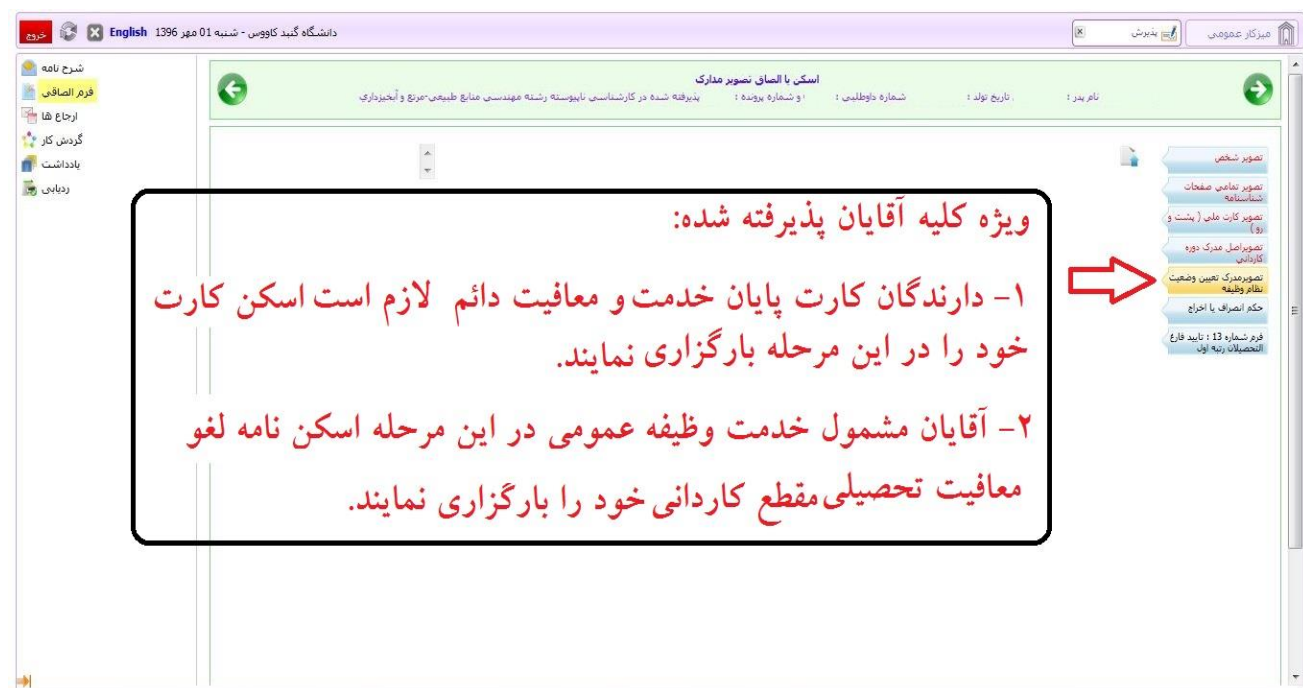 میزکار عمومی
پذیرش
دانشگاه گنبد کاووس - شنبه 01 مهر 1396 English
خروج
شرح نامه
فرم الصاقی
ارجاع ها
گردش کار
یادداشت
ردیابی
اسکن یا الصاق تصویر مدارک
نام پدر : تاریخ تولد : شماره داوطلبی : و شماره پرونده : پذیرفته شده در کارشناسی ناپیوسته رشته مهندسی منابع طبیعی-مرتع و آبخیزداری
تصویر شخص
تصویر تمامی صفحات
شناسنامه
تصویر کارت ملی ( پشت و
رو )
تصویراصل مدرک دوره
کاردانی
تصویرمدرک تعیین وضعیت
نظام وظیفه
حکم انصراف یا اخراج
فرم شماره 13 : تایید فارغ
التحصیلان رتبه اول
ویژه کلیه آقایان پذیرفته شده:
۱- دارندگان کارت پایان خدمت و معافیت دائم لازم است اسکن کارت
خود را در این مرحله بارگزاری نمایند.
۲- آقایان مشمول خدمت وظیفه عمومی در این مرحله اسکن نامه لغو
معافیت تحصیلی مقطع کاردانی خود را بارگزاری نمایند.